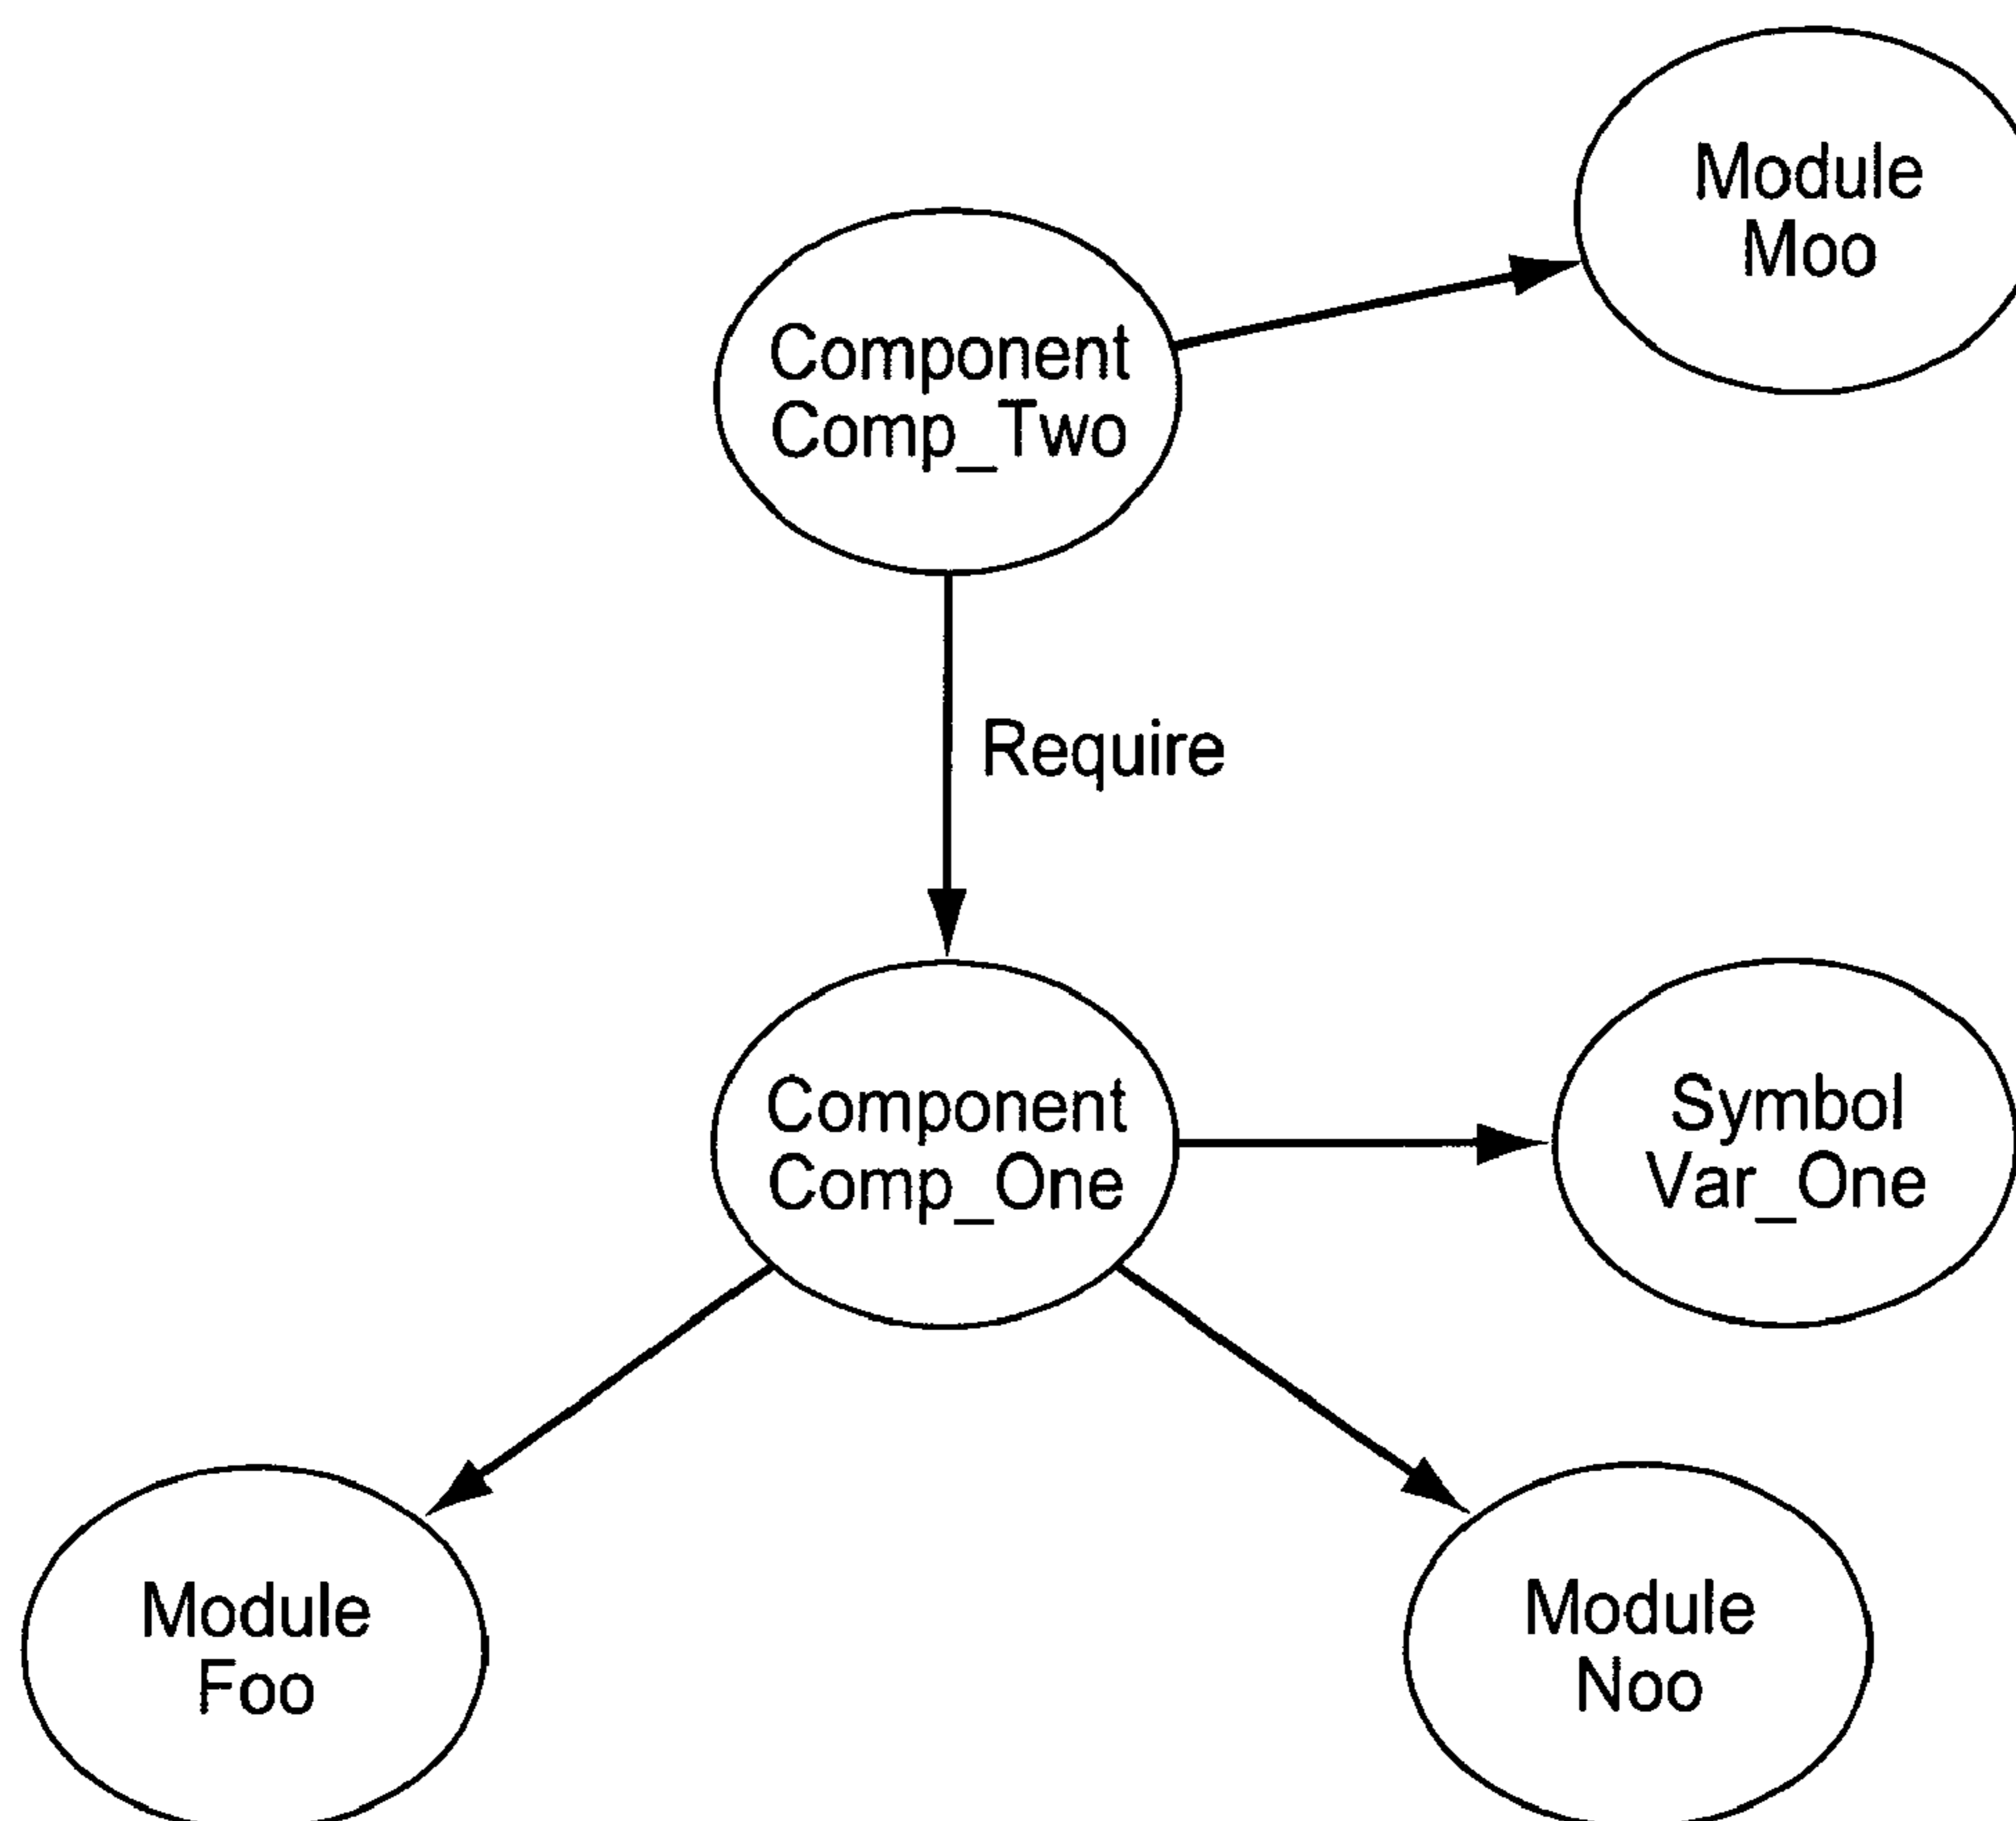 Module
Moo
Component
Comp_Two
Require
Component
Comp_One
Symbol
Var_One
Module
Foo
Module
Noo